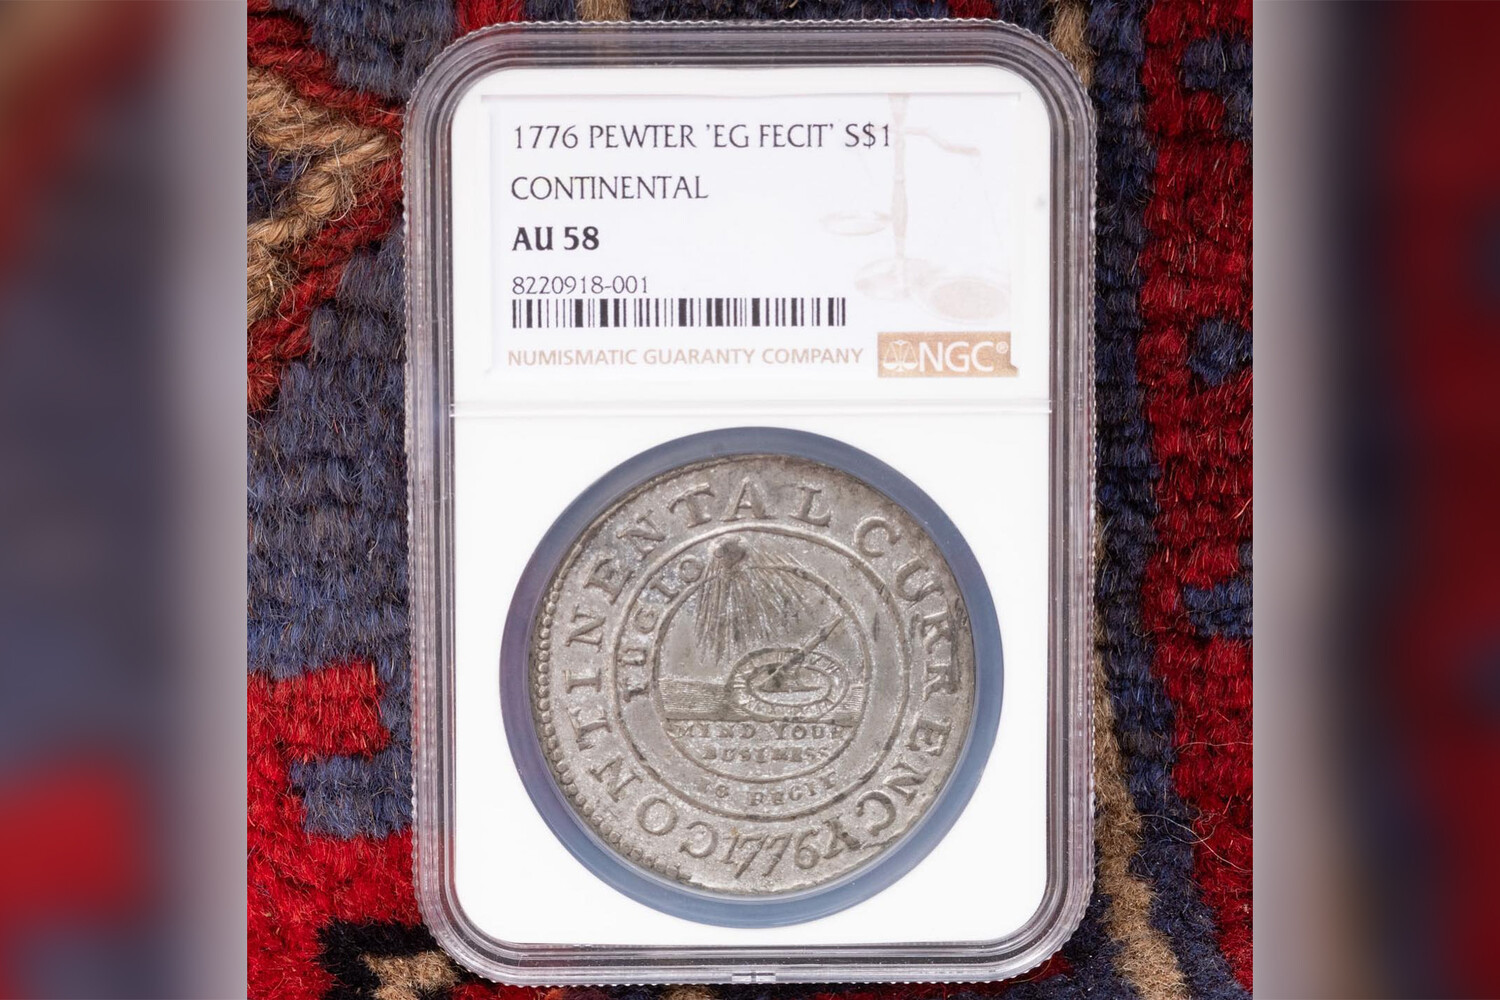 1776 PEWTER 'EG FECIT' S$1
CONTINENTAL
AU 58
8220918-001
NUMISMATIC GUARANTY COMPANY
NGC®
CONTINENTAL CURRENCY
1776
FUGIO
MIND YOUR
BUSINESS
EG FECIT